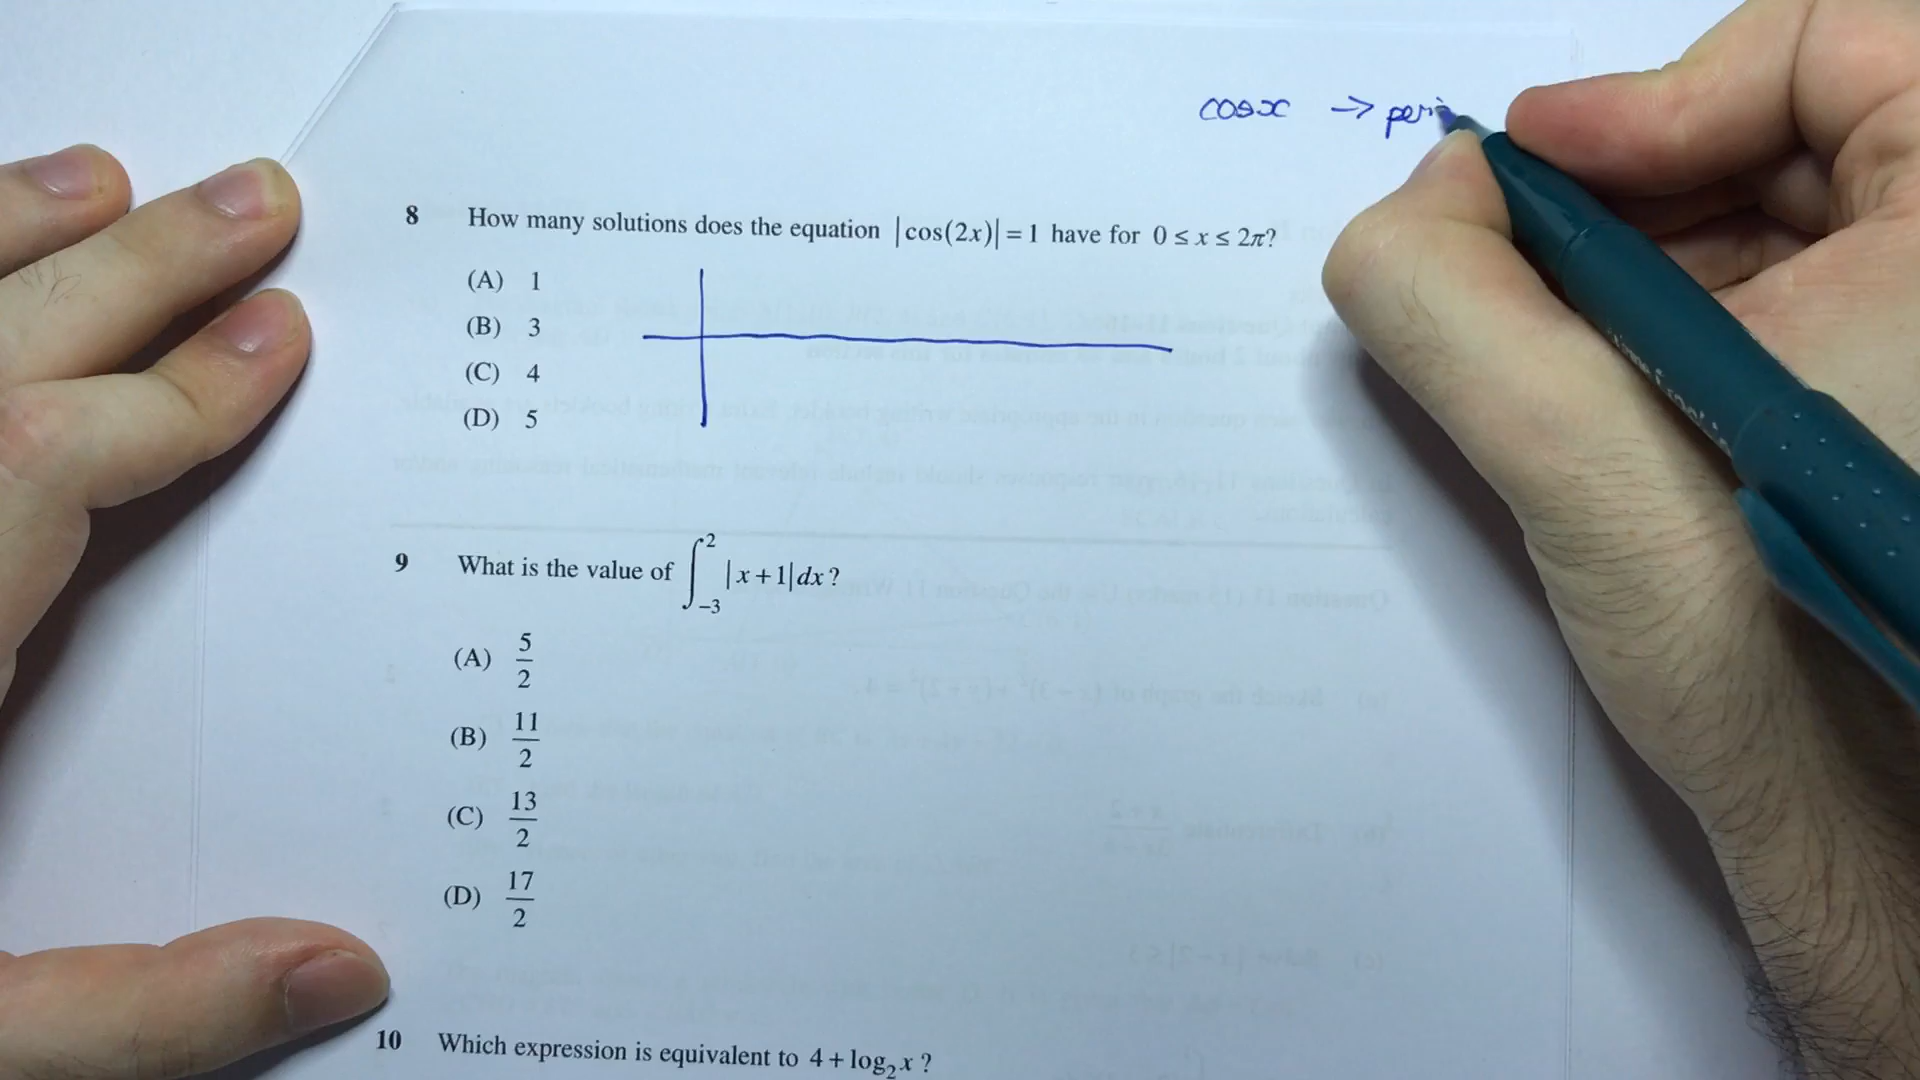 cosx → peri
8 How many solutions does the equation |cos(2x)| = 1 have for 0 ≤ x ≤ 2π?
(A) 1
(B) 3
(C) 4
(D) 5
9 What is the value of ∫₋₃² |x+1| dx?
(A) 5/2
(B) 11/2
(C) 13/2
(D) 17/2
10 Which expression is equivalent to 4 + log₂x?